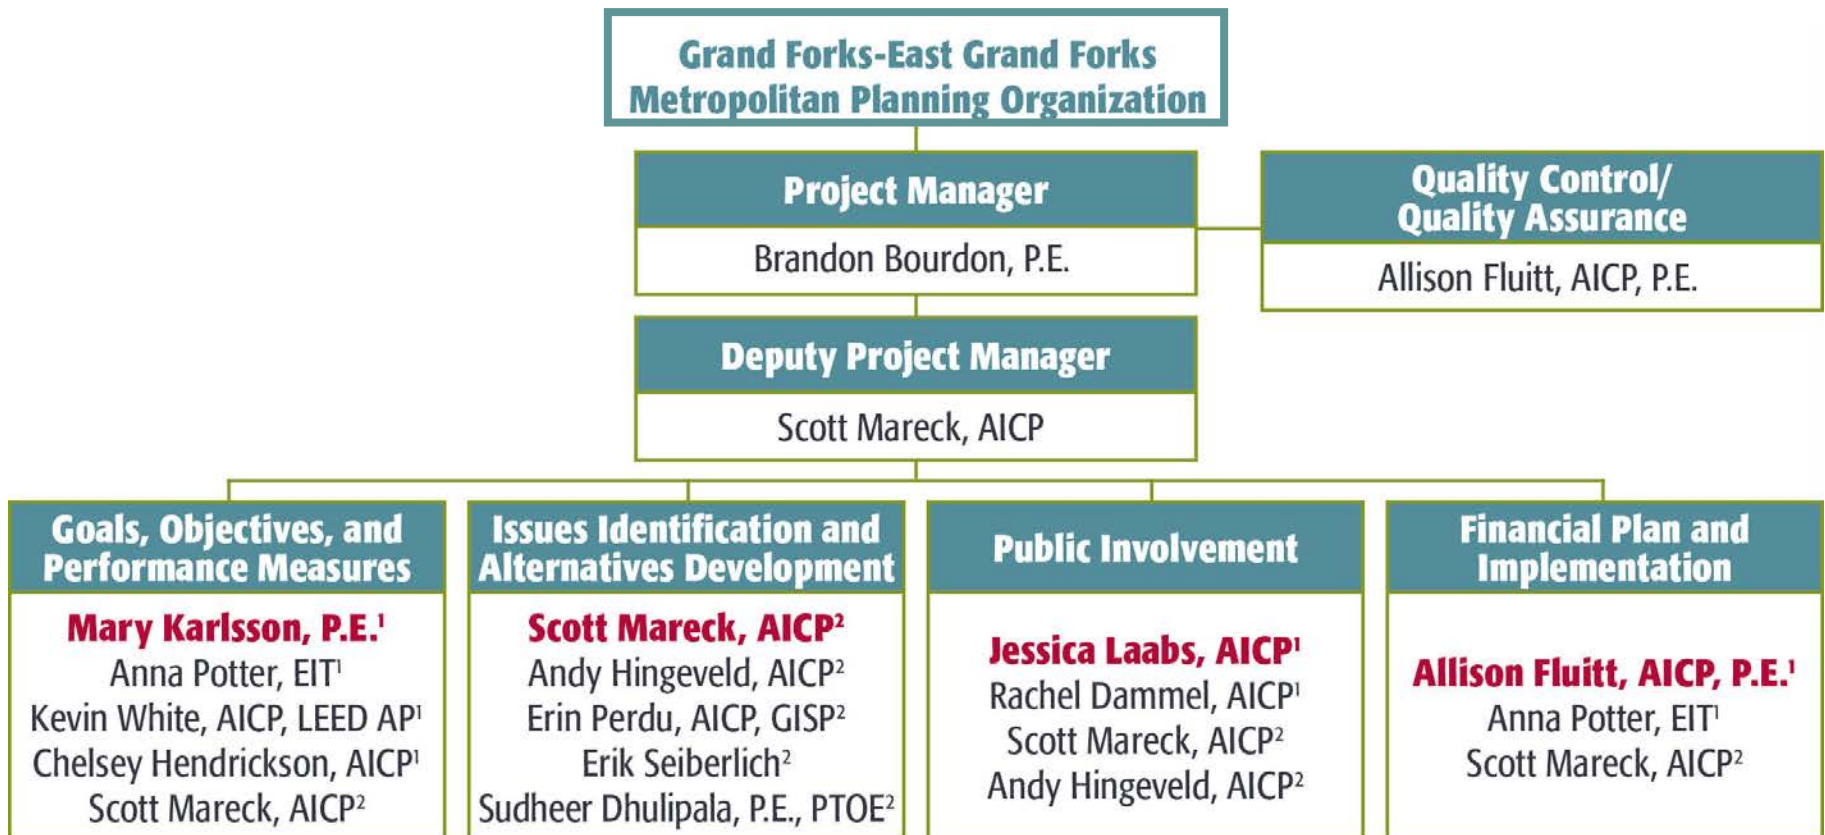 Grand Forks-East Grand Forks
Metropolitan Planning Organization
Project Manager
Brandon Bourdon, P.E.
Quality Control/
Quality Assurance
Allison Fluitt, AICP, P.E.
Deputy Project Manager
Scott Mareck, AICP
Goals, Objectives, and
Performance Measures
Mary Karlsson, P.E.¹
Anna Potter, EIT¹
Kevin White, AICP, LEED AP¹
Chelsey Hendrickson, AICP¹
Scott Mareck, AICP²
Issues Identification and
Alternatives Development
Scott Mareck, AICP²
Andy Hingeveld, AICP²
Erin Perdu, AICP, GISP²
Erik Seiberlich²
Sudheer Dhulipala, P.E., PTOE²
Public Involvement
Jessica Laabs, AICP¹
Rachel Dammel, AICP¹
Scott Mareck, AICP²
Andy Hingeveld, AICP²
Financial Plan and
Implementation
Allison Fluitt, AICP, P.E.¹
Anna Potter, EIT¹
Scott Mareck, AICP²